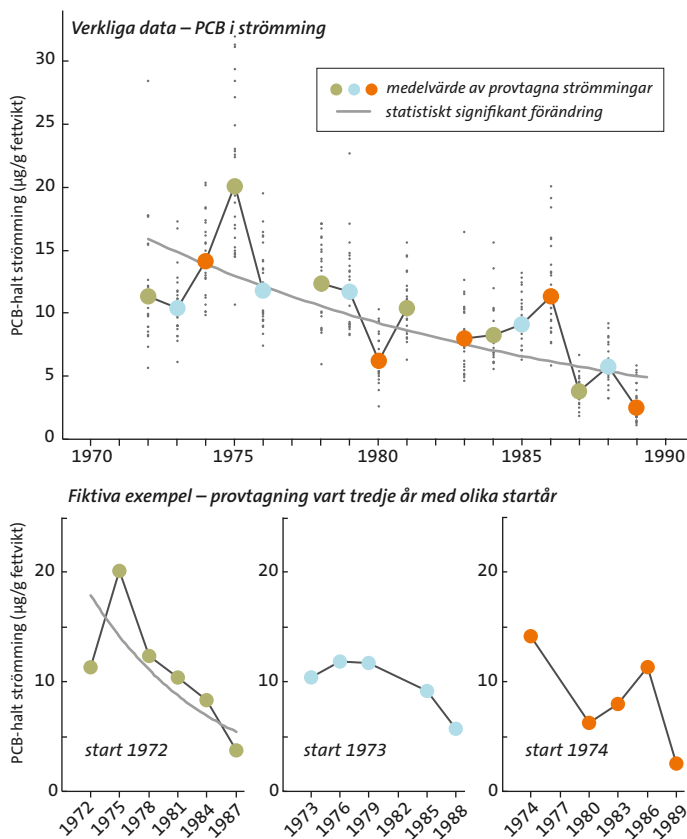 Verkliga data – PCB i strömming
PCB-halt strömming (µg/g fettvikt)
30
25
20
15
10
5
0
medelvärde av provtagna strömmingar
statistiskt signifikant förändring
1970 1975 1980 1985 1990
Fiktiva exempel – provtagning vart tredje år med olika startår
PCB-halt strömming (µg/g fettvikt)
20
10
0
start 1972
1972 1975 1978 1981 1984 1987
20
10
0
start 1973
1973 1976 1979 1982 1985 1988
20
10
0
start 1974
1974 1977 1980 1983 1986 1989